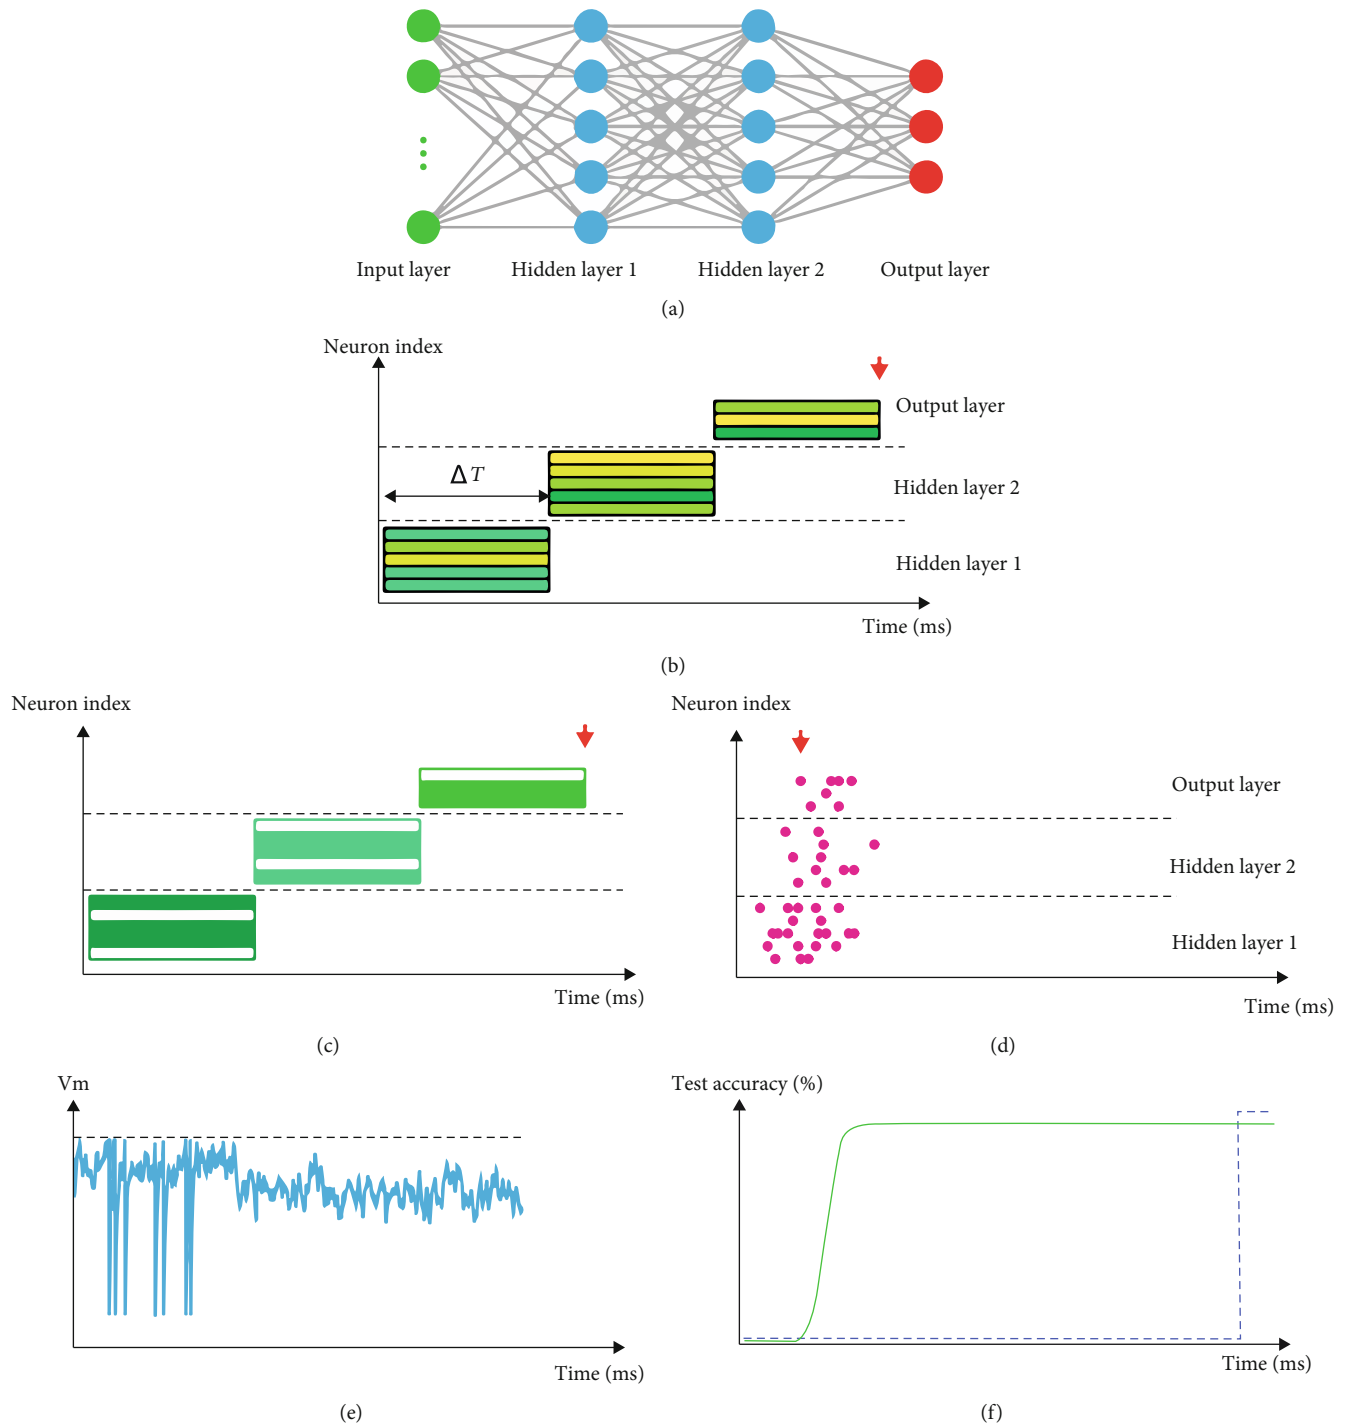 Input layer
Hidden layer 1
Hidden layer 2
Output layer
(a)
Neuron index
Output layer
Δ T
Hidden layer 2
Hidden layer 1
Time (ms)
(b)
Neuron index
Time (ms)
(c)
Neuron index
Output layer
Hidden layer 2
Hidden layer 1
Time (ms)
(d)
Vm
Time (ms)
(e)
Test accuracy (%)
Time (ms)
(f)